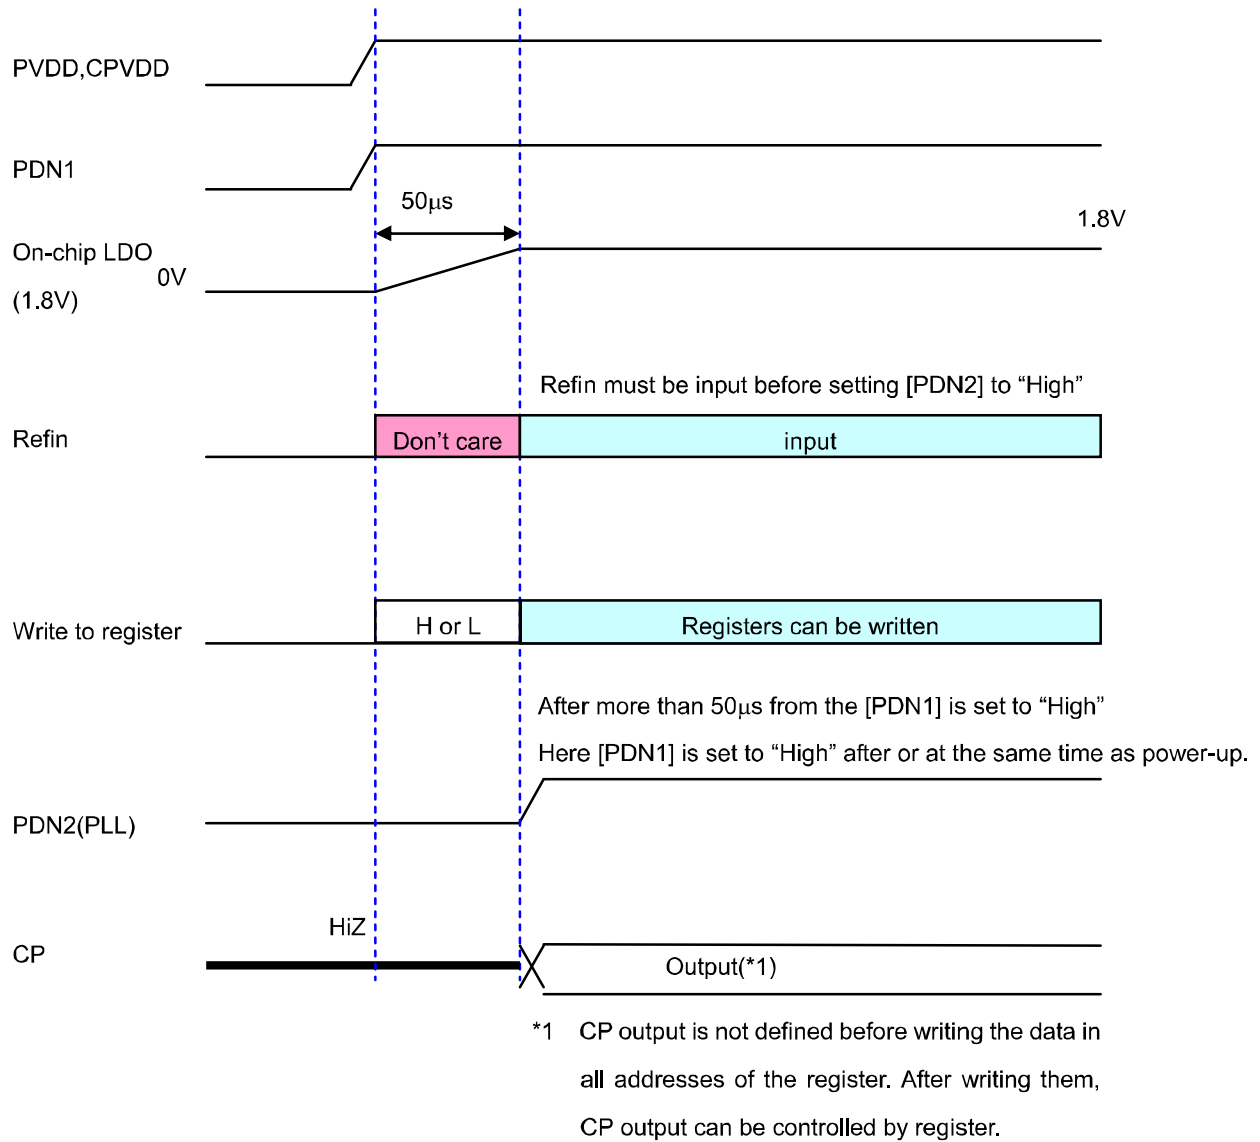 PVDD,CPVDD
PDN1
50μs
1.8V
On-chip LDO
0V
(1.8V)
Refin must be input before setting [PDN2] to “High”
Refin
Don’t care
input
Write to register
H or L
Registers can be written
After more than 50μs from the [PDN1] is set to “High”
Here [PDN1] is set to “High” after or at the same time as power-up.
PDN2(PLL)
HiZ
CP
Output(*1)
*1 CP output is not defined before writing the data in
all addresses of the register. After writing them,
CP output can be controlled by register.